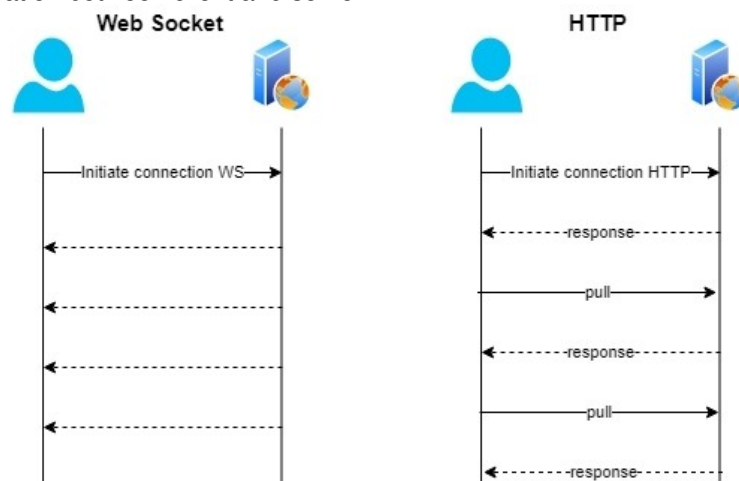 Web Socket
HTTP
Initiate connection WS
Initiate connection HTTP
response
pull
response
pull
response